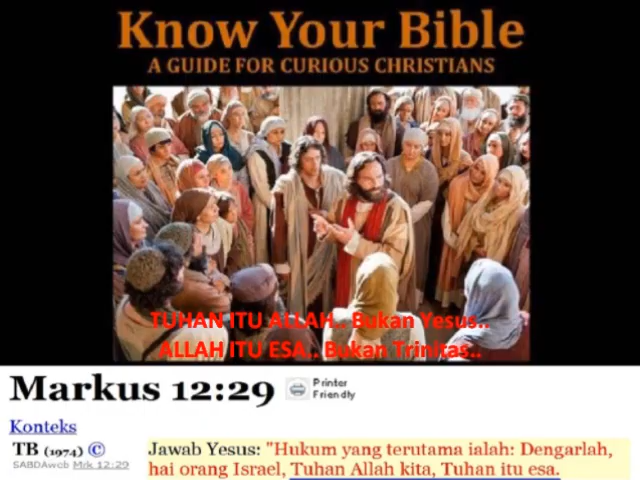 Know Your Bible
A GUIDE FOR CURIOUS CHRISTIANS
TUHAN ITU ALLAH.. Bukan Yesus..
ALLAH ITU ESA.. Bukan Trinitas..
Markus 12:29
Printer
Friendly
Konteks
TB (1974) ©
SABDAweb Mrk 12:29
Jawab Yesus: "Hukum yang terutama ialah: Dengarlah,
hai orang Israel, Tuhan Allah kita, Tuhan itu esa.